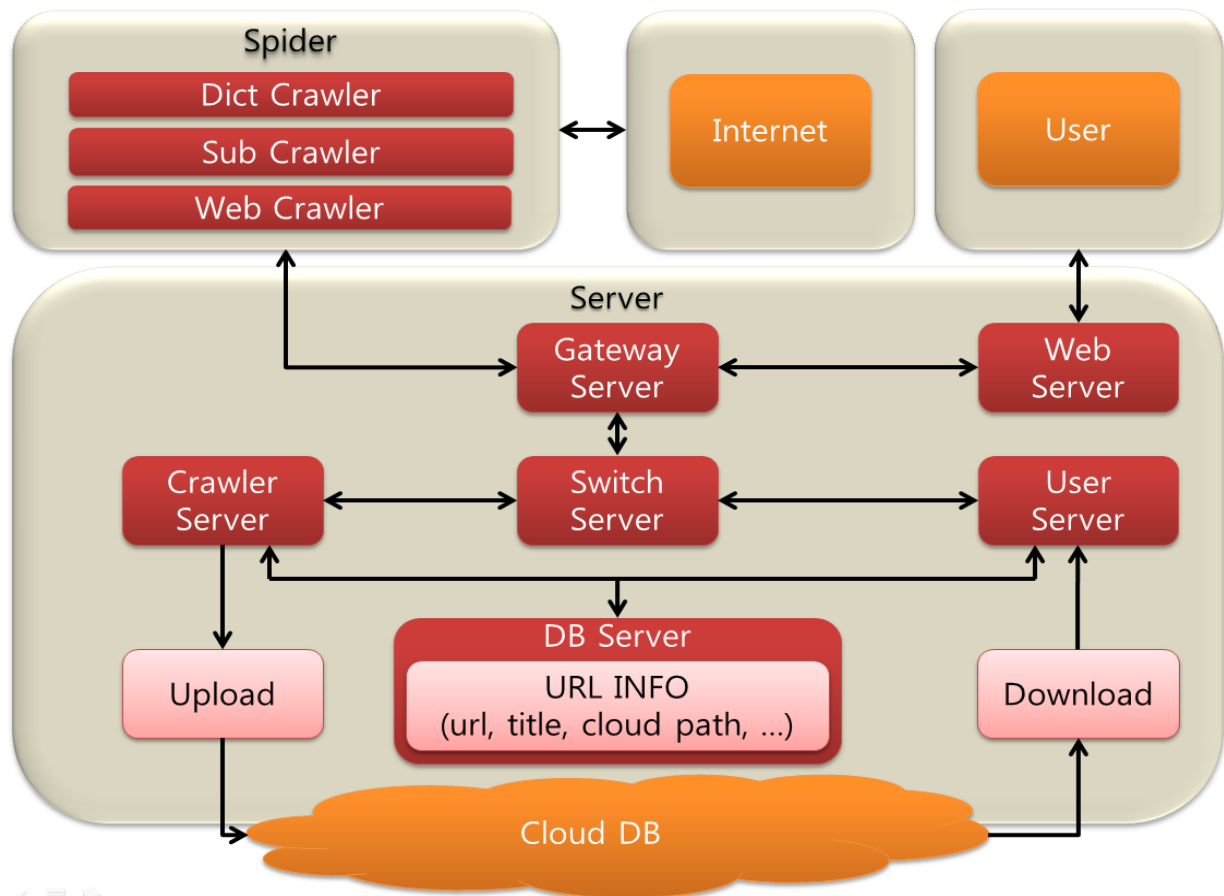 Spider
Dict Crawler
Sub Crawler
Web Crawler
Internet
User
Server
Gateway
Server
Web
Server
Crawler
Server
Switch
Server
User
Server
DB Server
URL INFO
(url, title, cloud path, ...)
Upload
Download
Cloud DB